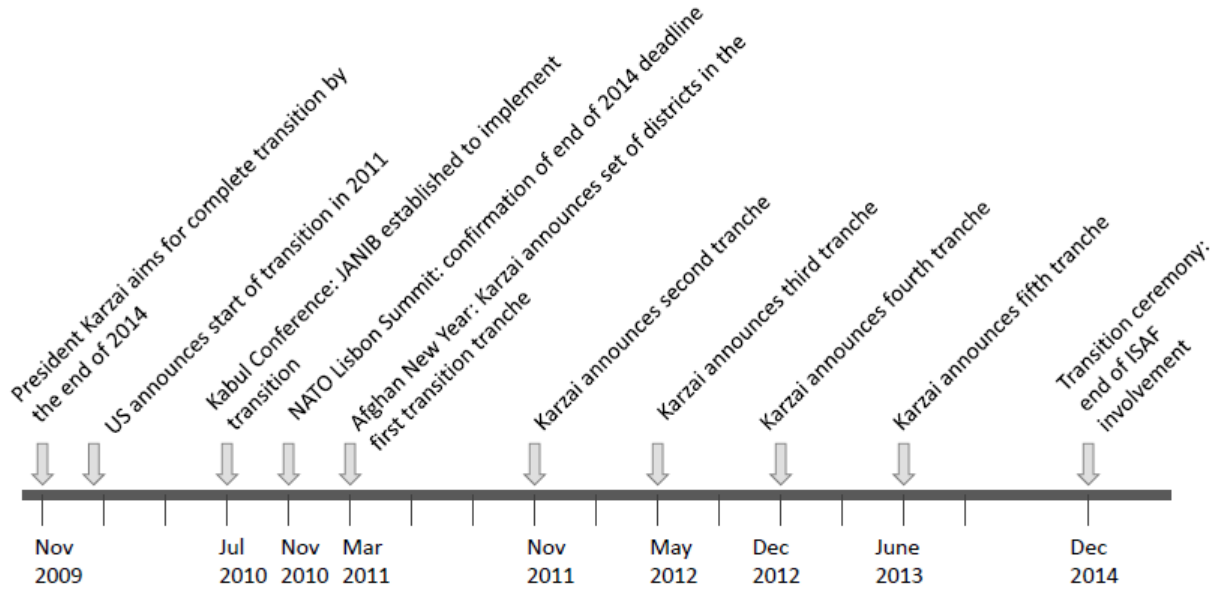 President Karzai aims for complete transition by
the end of 2014
US announces start of transition in 2011
Kabul Conference: JANIB established to implement
transition
NATO Lisbon Summit: confirmation of end of 2014 deadline
Afghan New Year: Karzai announces set of districts in the
first transition tranche
Karzai announces second tranche
Karzai announces third tranche
Karzai announces fourth tranche
Karzai announces fifth tranche
Transition ceremony:
end of ISAF
involvement
Nov
2009
Jul
2010
Nov
2010
Mar
2011
Nov
2011
May
2012
Dec
2012
June
2013
Dec
2014